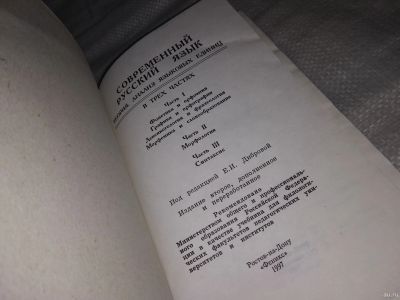 СОВРЕМЕННЫЙ
РУССКИЙ ЯЗЫК
АНАЛИЗ ЯЗЫКОВЫХ ЕДИНИЦ
В ТРЕХ ЧАСТЯХ
Часть I
Фонетика и орфоэпия
Графика и орфография
Лексикология и фразеология
Морфемика и словообразование
Часть II
Морфология
Часть III
Синтаксис
Под редакцией Е.И. Дибровой
Издание второе, дополненное
и переработанное
Рекомендовано
Министерством общего и профессиональ-
ного образования Российской Федера-
ции в качестве учебника для филологи-
ческих факультетов педагогических уни-
верситетов и институтов
Ростов-на-Дону
«Феникс»
1997